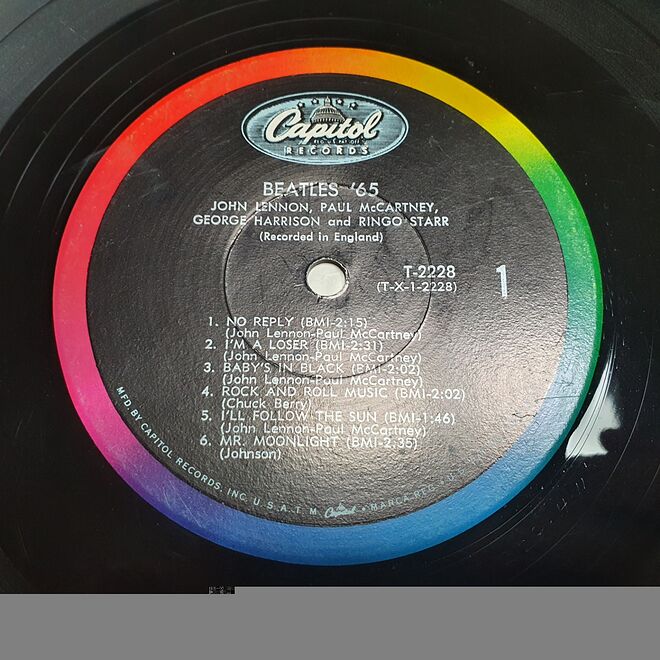 Capitol
RECORDS
BEATLES '65
JOHN LENNON, PAUL McCARTNEY,
GEORGE HARRISON and RINGO STARR
(Recorded in England)
T-2228
(T-X-1-2228)
1
1. NO REPLY (BMI-2:15)
(John Lennon-Paul McCartney)
2. I'M A LOSER (BMI-2:31)
(John Lennon-Paul McCartney)
3. BABY'S IN BLACK (BMI-2:02)
(John Lennon-Paul McCartney)
4. ROCK AND ROLL MUSIC (BMI-2:02)
(Chuck Berry)
5. I'LL FOLLOW THE SUN (BMI-1:46)
(John Lennon-Paul McCartney)
6. MR. MOONLIGHT (BMI-2:35)
(Johnson)
MFD BY CAPITOL RECORDS, INC. U.S.A. T.M. Capitol • MARCA REG.